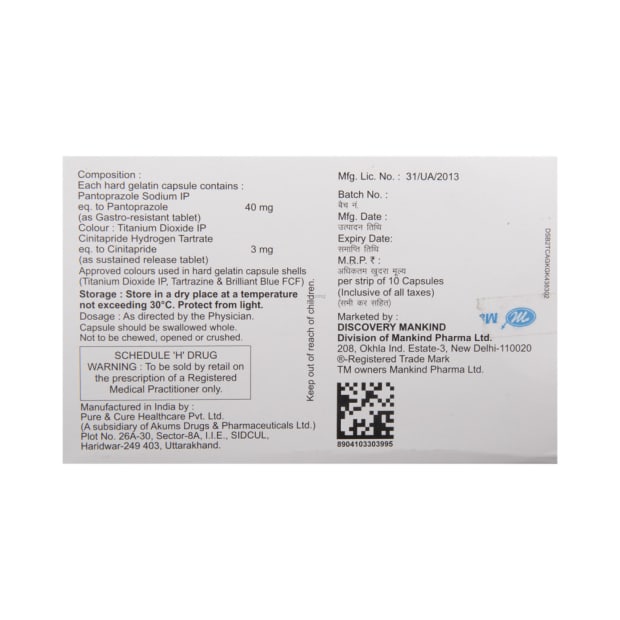 Composition :
Each hard gelatin capsule contains :
Pantoprazole Sodium IP
eq. to Pantoprazole 40 mg
(as Gastro-resistant tablet)
Colour : Titanium Dioxide IP
Cinitapride Hydrogen Tartrate
eq. to Cinitapride 3 mg
(as sustained release tablet)
Approved colours used in hard gelatin capsule shells
(Titanium Dioxide IP, Tartrazine & Brilliant Blue FCF)
Storage : Store in a dry place at a temperature
not exceeding 30°C. Protect from light.
Dosage : As directed by the Physician.
Capsule should be swallowed whole.
Not to be chewed, opened or crushed.
SCHEDULE 'H' DRUG
WARNING : To be sold by retail on
the prescription of a Registered
Medical Practitioner only.
Manufactured in India by :
Pure & Cure Healthcare Pvt. Ltd.
(A subsidiary of Akums Drugs & Pharmaceuticals Ltd.)
Plot No. 26A-30, Sector-8A, I.I.E., SIDCUL,
Haridwar-249 403, Uttarakhand.
Keep out of reach of children.
Mfg. Lic. No. : 31/UA/2013
Batch No. :
बैच नं.
Mfg. Date :
उत्पादन तिथि
Expiry Date:
समाप्ति तिथि
M.R.P. ₹ :
अधिकतम खुदरा मूल्य
per strip of 10 Capsules
(Inclusive of all taxes)
(सभी कर सहित)
Marketed by :
DISCOVERY MANKIND
Division of Mankind Pharma Ltd.
208, Okhla Ind. Estate-3, New Delhi-110020
®-Registered Trade Mark
TM owners Mankind Pharma Ltd.
8904103303995